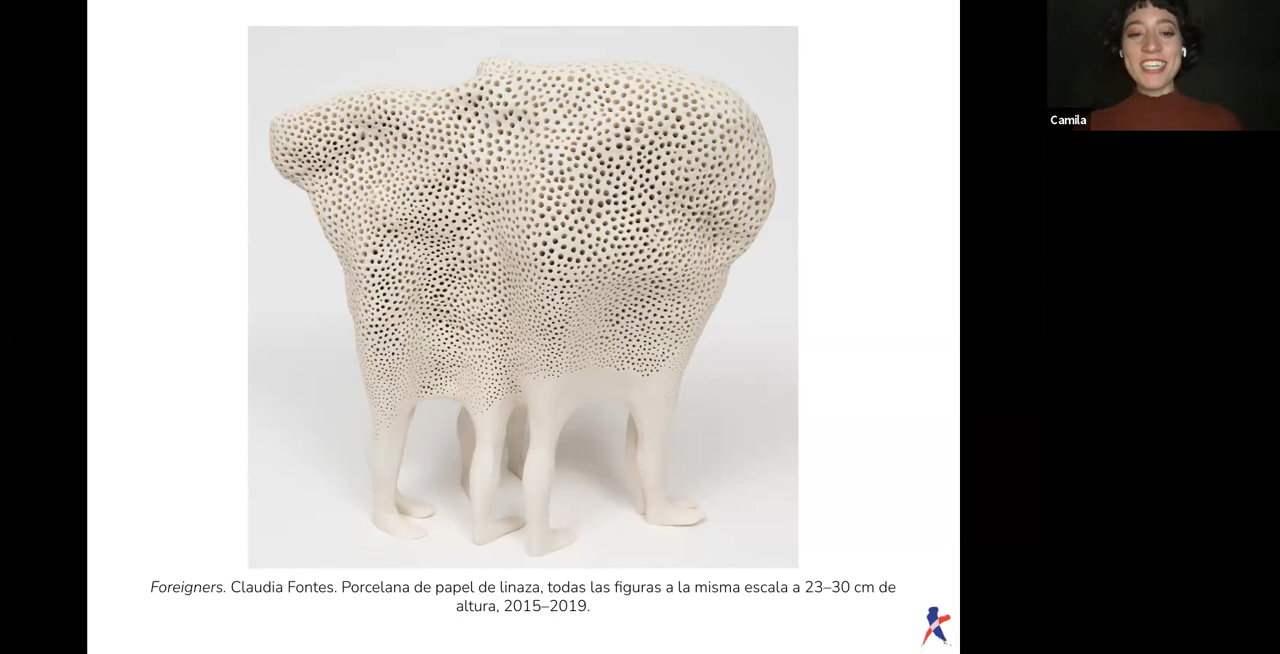 Camila
Foreigners. Claudia Fontes. Porcelana de papel de linaza, todas las figuras a la misma escala a 23–30 cm de
altura, 2015–2019.